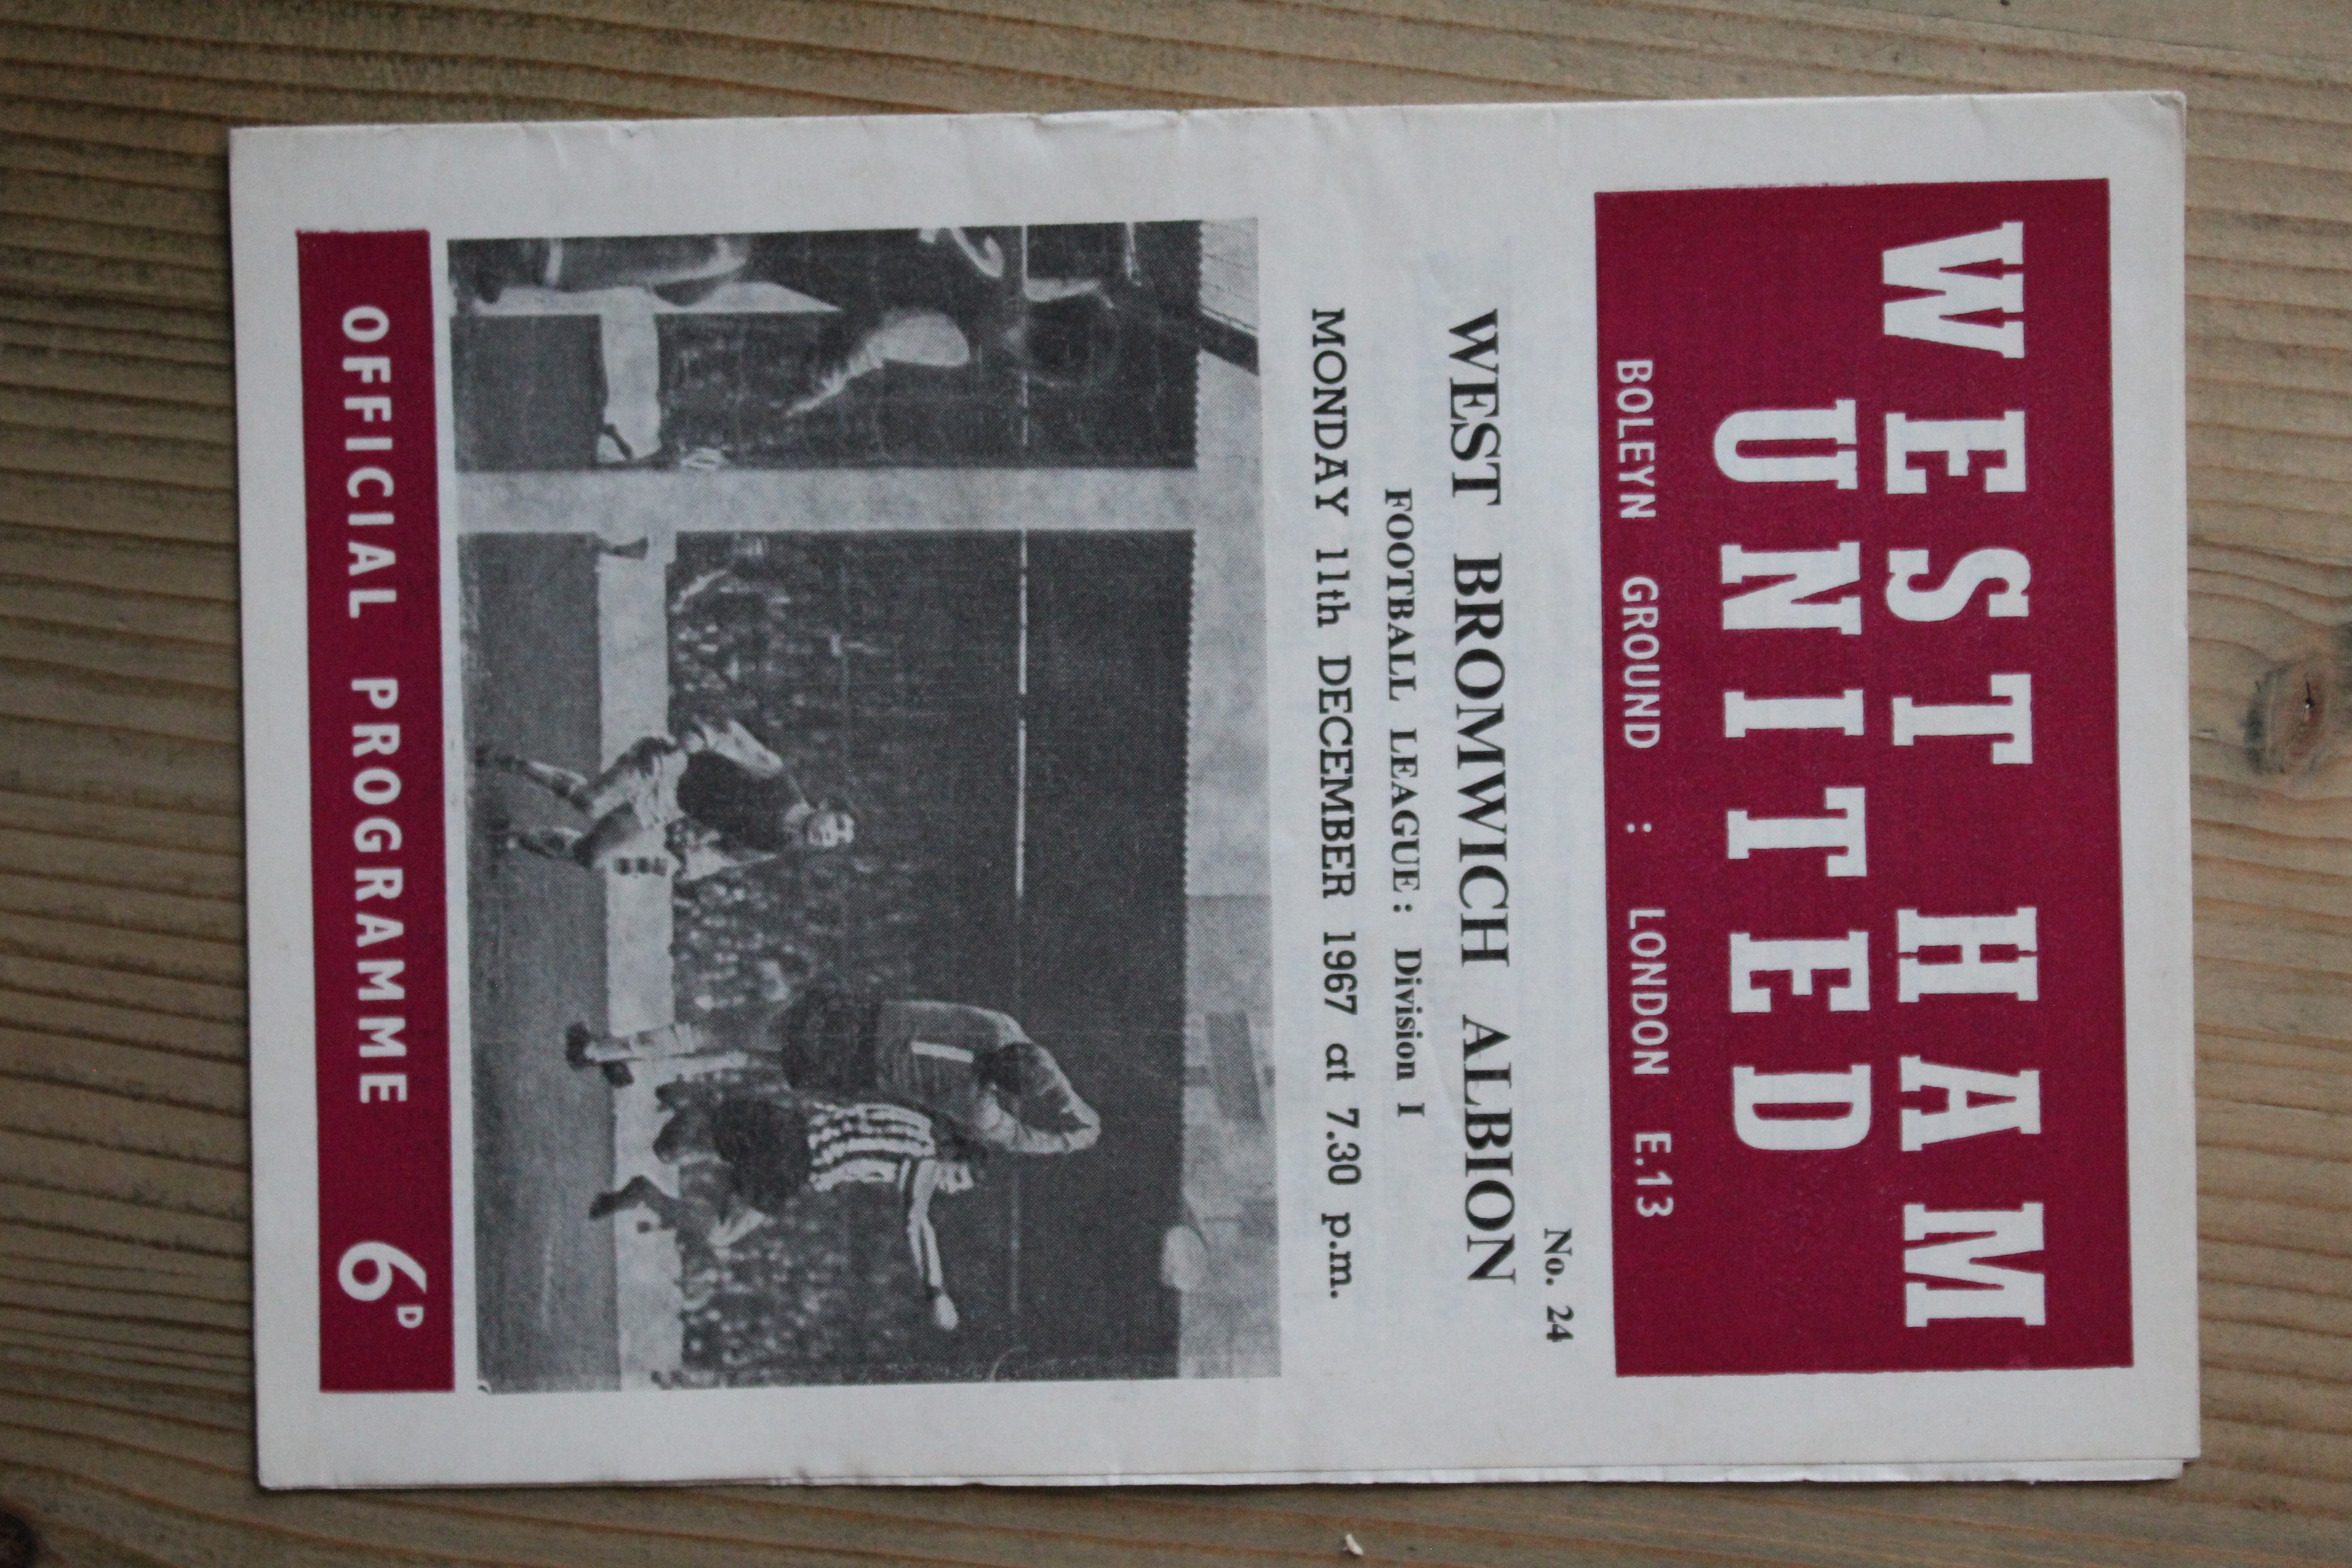 WEST HAM
UNITED
BOLEYN GROUND : LONDON E.13
No. 24
WEST BROMWICH ALBION
FOOTBALL LEAGUE: Division I
MONDAY 11th DECEMBER 1967 at 7.30 p.m.
OFFICIAL PROGRAMME 6D